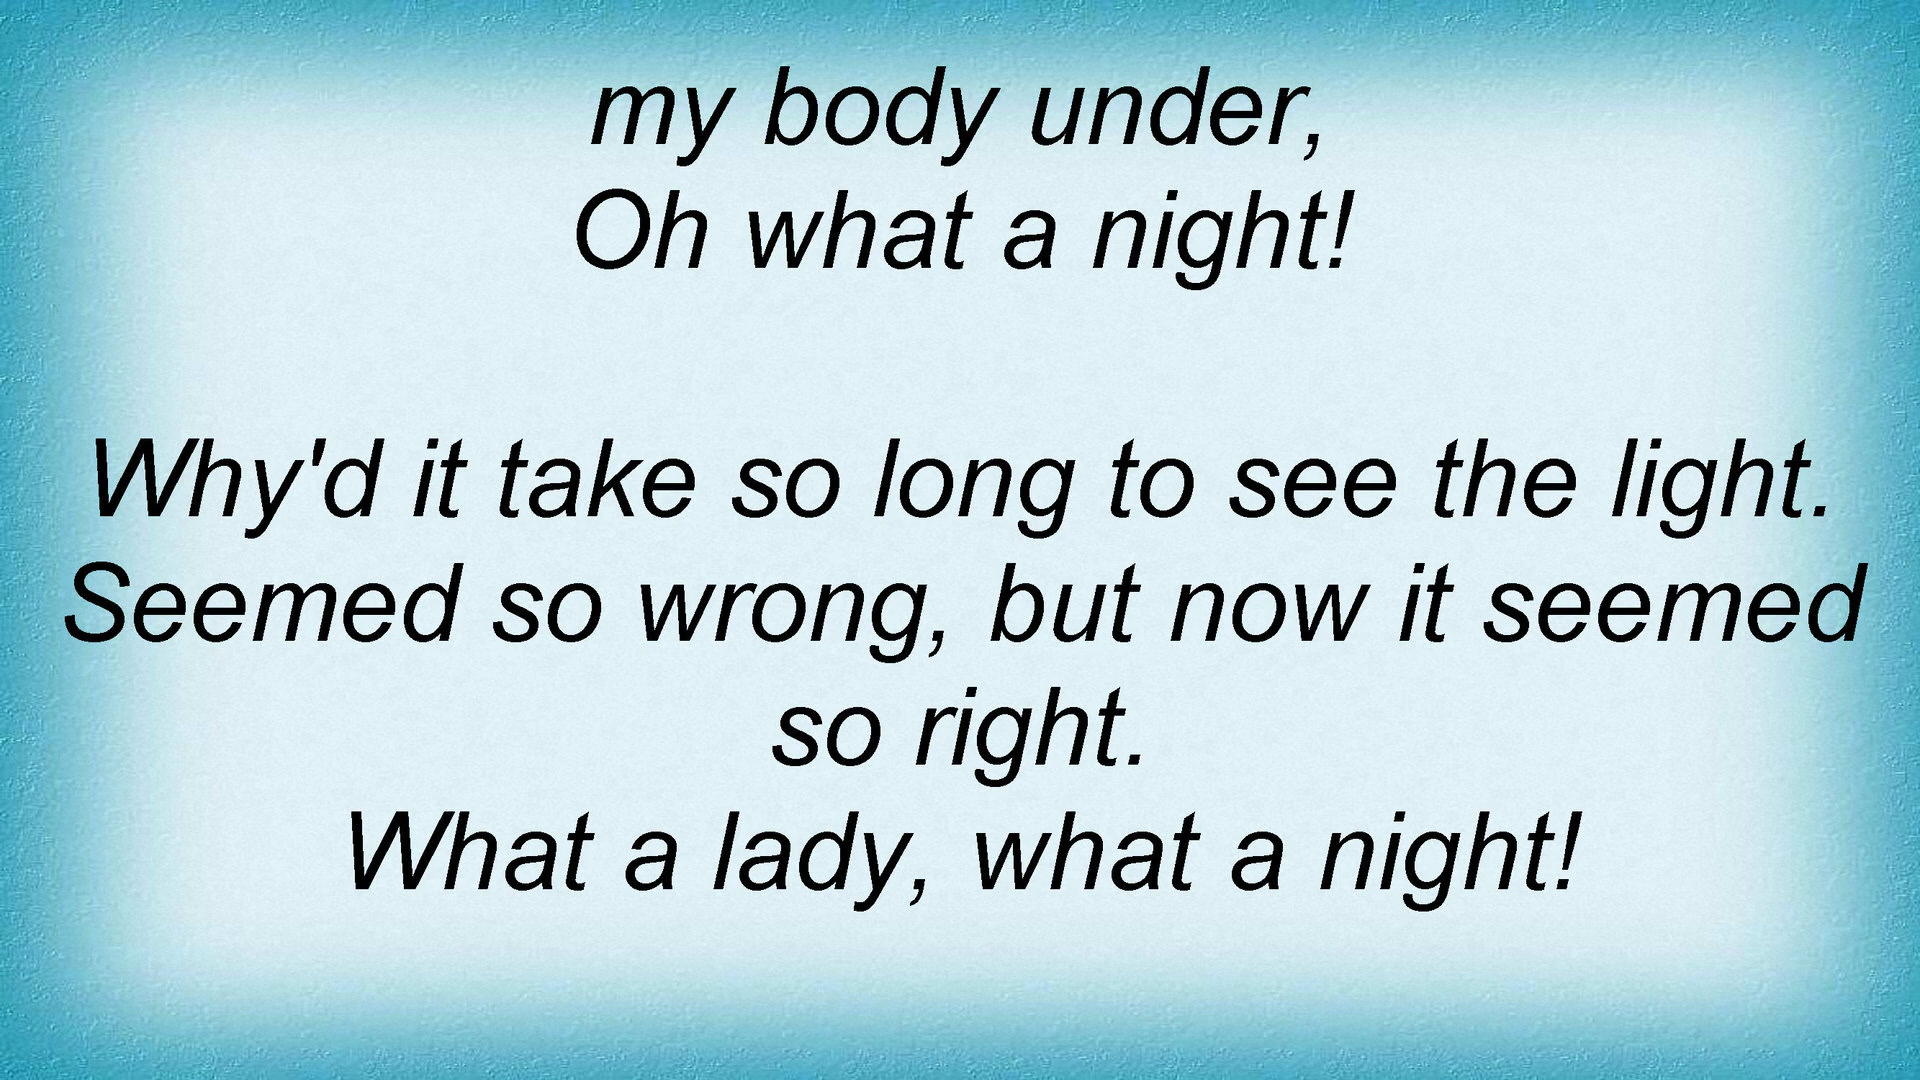 my body under,
Oh what a night!
Why'd it take so long to see the light.
Seemed so wrong, but now it seemed
so right.
What a lady, what a night!